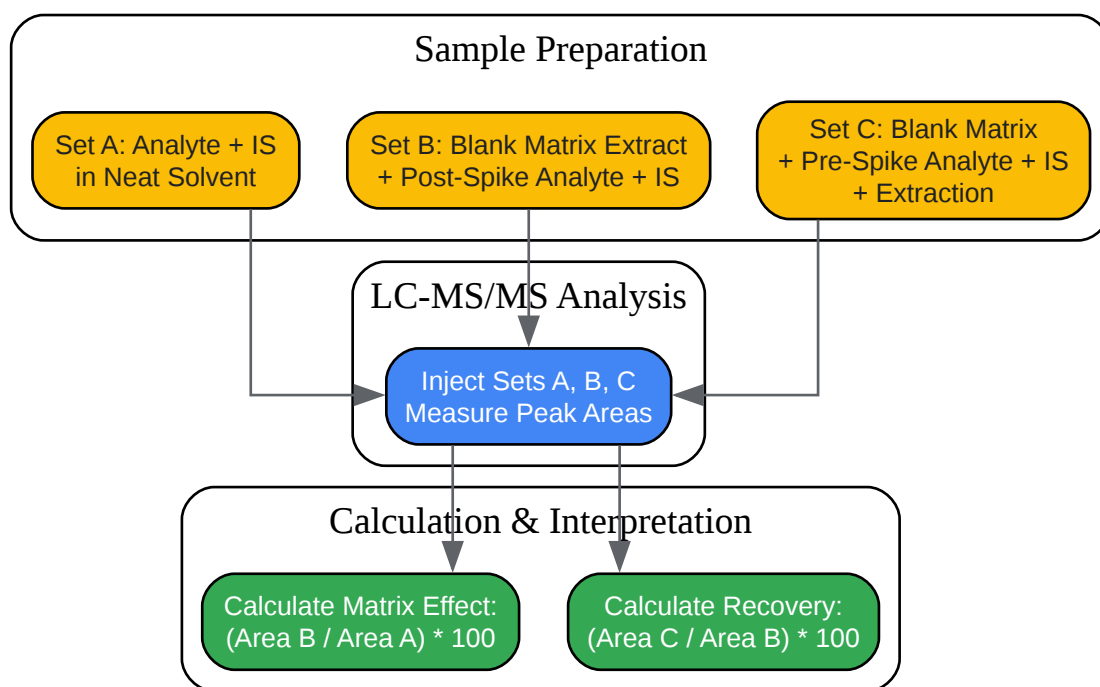 Sample Preparation
Set A: Analyte + IS
in Neat Solvent
Set B: Blank Matrix Extract
+ Post-Spike Analyte + IS
Set C: Blank Matrix
+ Pre-Spike Analyte + IS
+ Extraction
LC-MS/MS Analysis
Inject Sets A, B, C
Measure Peak Areas
Calculation & Interpretation
Calculate Matrix Effect:
(Area B / Area A) * 100
Calculate Recovery:
(Area C / Area B) * 100